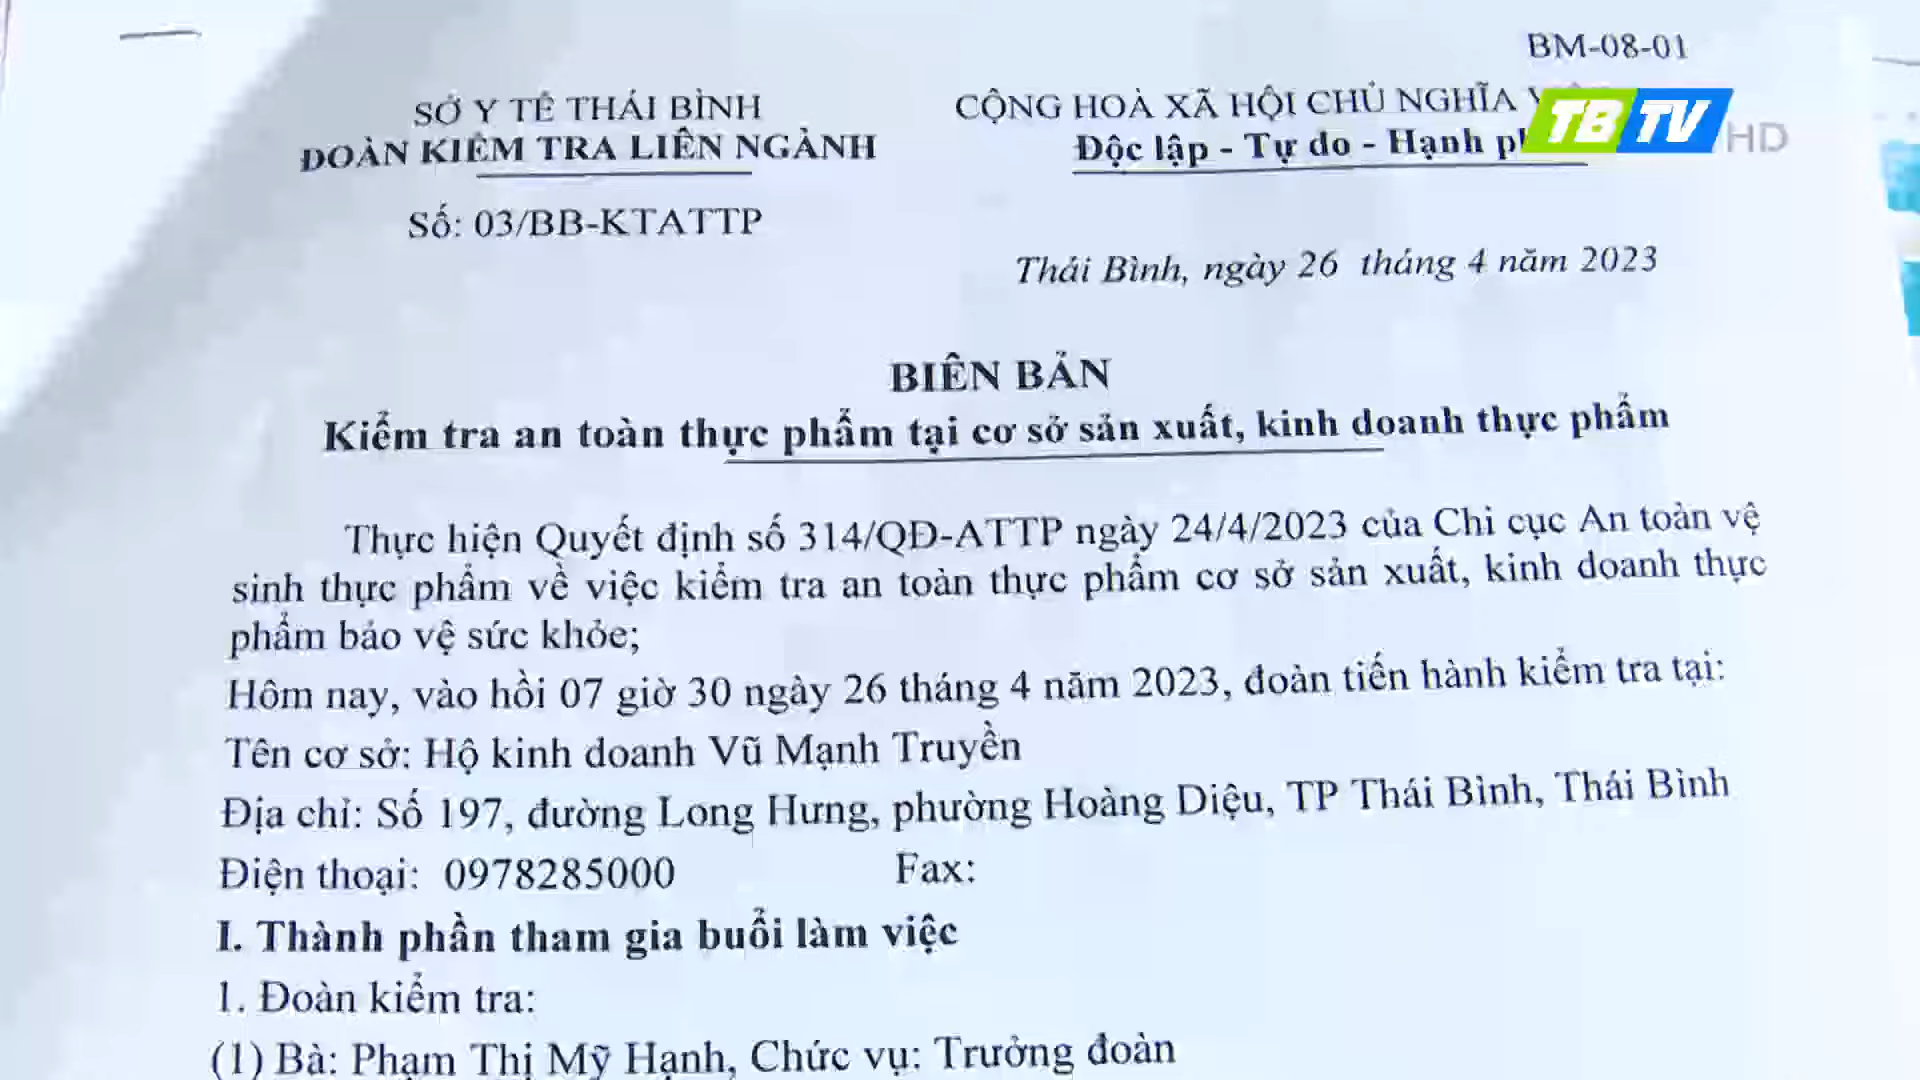 BM-08-01
SỞ Y TẾ THÁI BÌNH
ĐOÀN KIỂM TRA LIÊN NGÀNH
Số: 03/BB-KTATTP
CỘNG HOÀ XÃ HỘI CHỦ NGHĨA
Độc lập - Tự do - Hạnh
TBTV HD
Thái Bình, ngày 26 tháng 4 năm 2023
BIÊN BẢN
Kiểm tra an toàn thực phẩm tại cơ sở sản xuất, kinh doanh thực phẩm
Thực hiện Quyết định số 314/QĐ-ATTP ngày 24/4/2023 của Chi cục An toàn vệ
sinh thực phẩm về việc kiểm tra an toàn thực phẩm cơ sở sản xuất, kinh doanh thực
phẩm bảo vệ sức khỏe;
Hôm nay, vào hồi 07 giờ 30 ngày 26 tháng 4 năm 2023, đoàn tiến hành kiểm tra tại:
Tên cơ sở: Hộ kinh doanh Vũ Mạnh Truyền
Địa chỉ: Số 197, đường Long Hưng, phường Hoàng Diệu, TP Thái Bình, Thái Bình
Điện thoại: 0978285000 Fax:
I. Thành phần tham gia buổi làm việc
1. Đoàn kiểm tra:
(1) Bà: Phạm Thị Mỹ Hạnh, Chức vụ: Trưởng đoàn